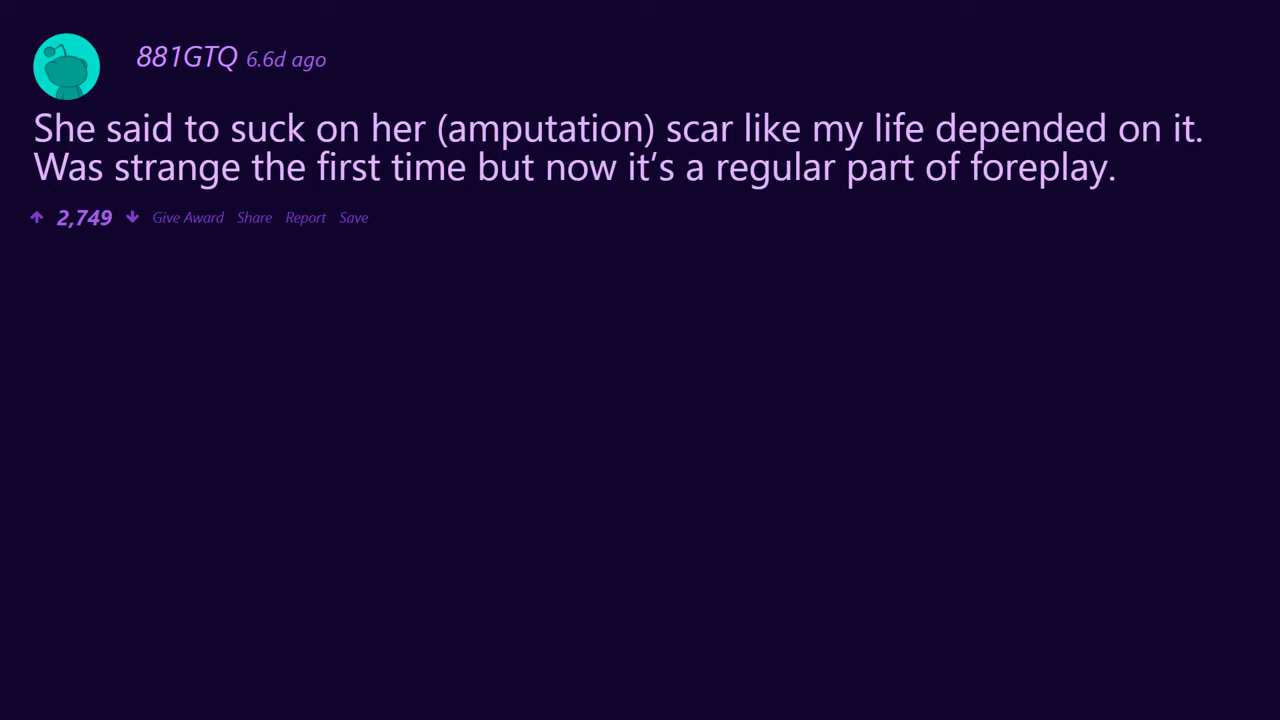 881GTQ 6.6d ago
She said to suck on her (amputation) scar like my life depended on it.
Was strange the first time but now it’s a regular part of foreplay.
2,749 Give Award Share Report Save